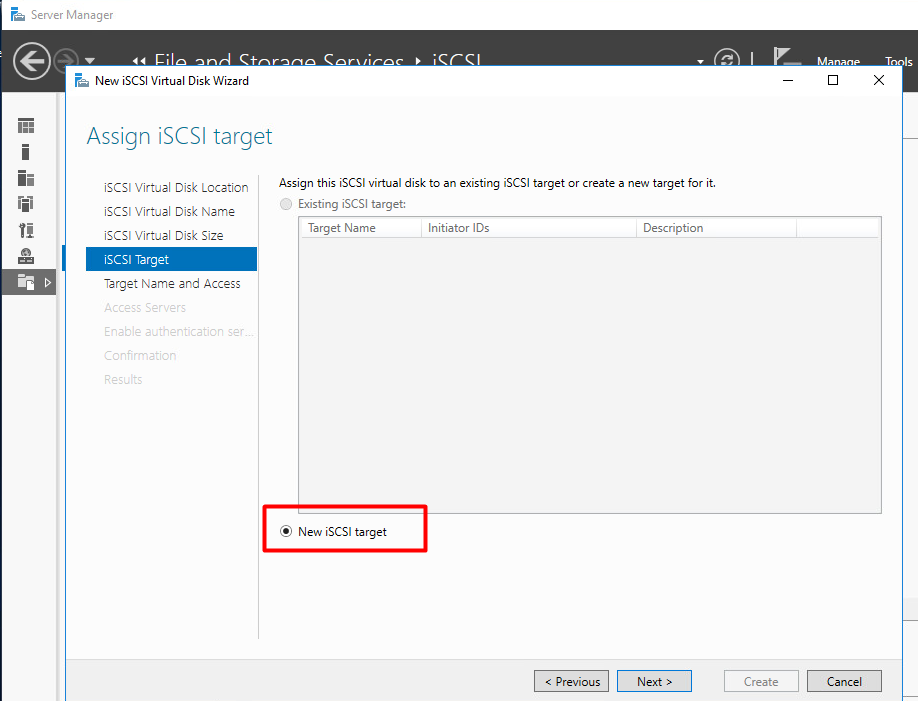 Server Manager
File and Storage Services iSCSI
Manage Tools
New iSCSI Virtual Disk Wizard
Assign iSCSI target
iSCSI Virtual Disk Location
iSCSI Virtual Disk Name
iSCSI Virtual Disk Size
iSCSI Target
Target Name and Access
Access Servers
Enable authentication ser...
Confirmation
Results
Assign this iSCSI virtual disk to an existing iSCSI target or create a new target for it.
Existing iSCSI target:
Target Name Initiator IDs Description
New iSCSI target
< Previous Next > Create Cancel